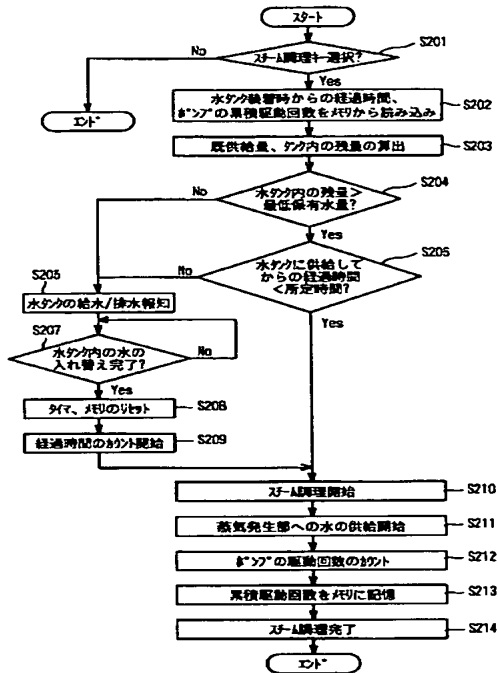 スタート
S201
スチーム調理キー選択?
No
Yes
エンド
S202
水タンク装着時からの経過時間、
ポンプの累積駆動回数をメモリから読み込み
S203
既供給量、タンク内の残量の算出
S204
水タンク内の残量>
最低保有水量?
No
Yes
S206
水タンクに供給して
からの経過時間
<所定時間?
No
Yes
S205
水タンクの給水/排水報知
S207
水タンク内の水の
入れ替え完了?
No
Yes
タイマ、メモリのリセット
S208
経過時間のカウント開始
S209
スチーム調理開始
S210
蒸気発生部への水の供給開始
S211
ポンプの駆動回数のカウント
S212
累積駆動回数をメモリに記憶
S213
スチーム調理完了
S214
エンド